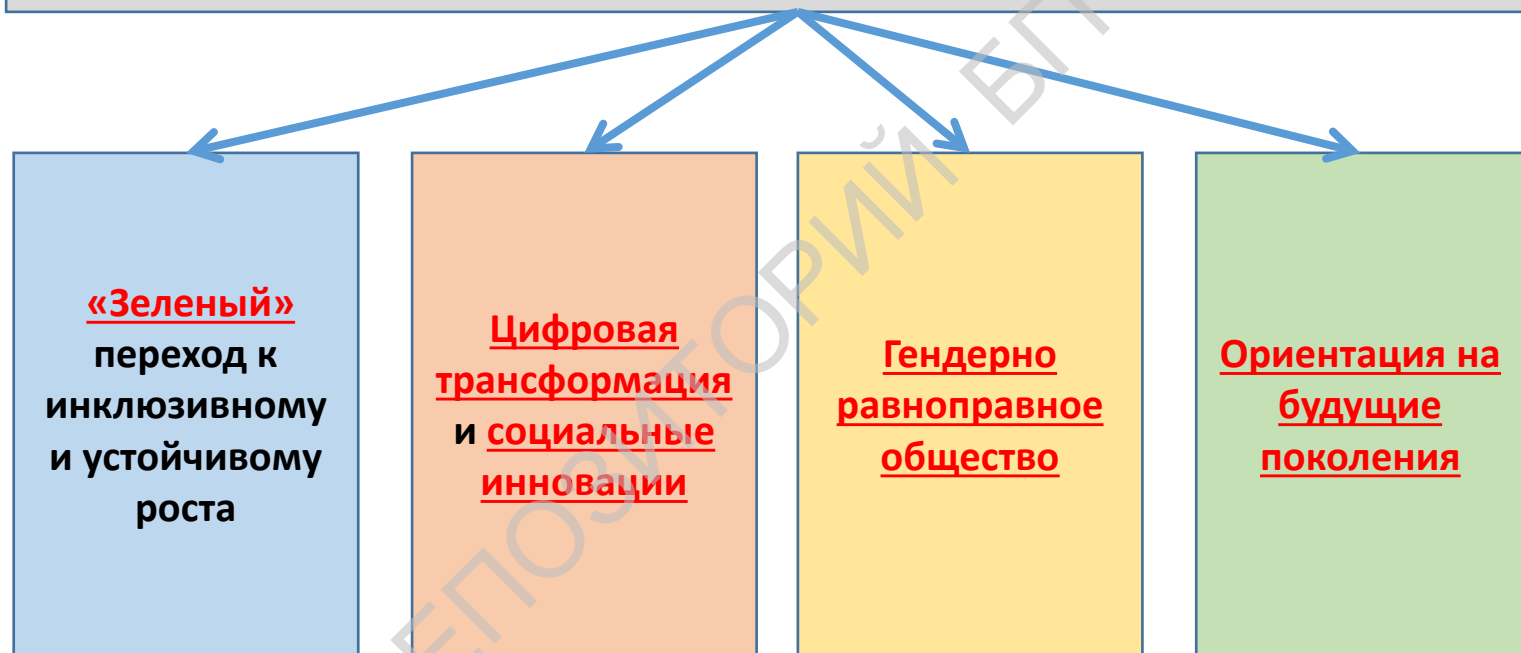 «Зеленый»
переход к
инклюзивному
и устойчивому
роста
Цифровая
трансформация
и социальные
инновации
Гендерно
равноправное
общество
Ориентация на
будущие
поколения